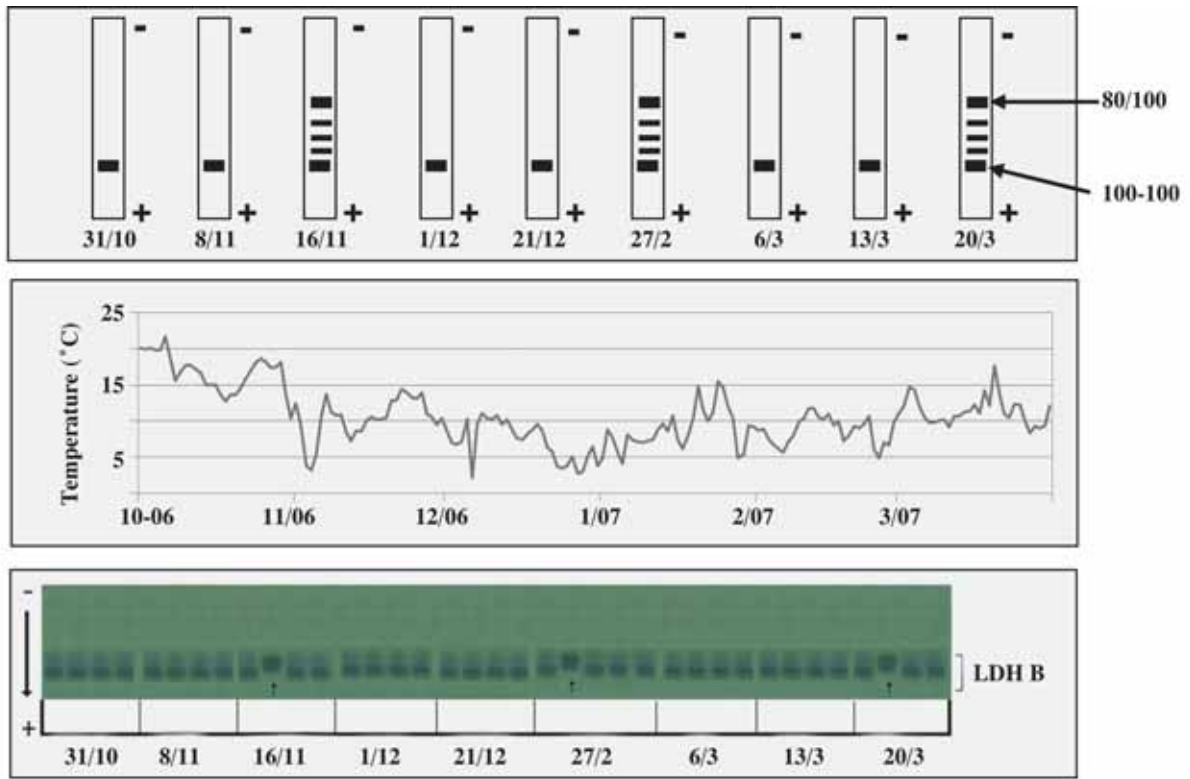 - - - - - - - - -
80/100
100-100
+ + + + + + + + +
31/10 8/11 16/11 1/12 21/12 27/2 6/3 13/3 20/3
Temperature (˚C)
25
15
5
10-06 11/06 12/06 1/07 2/07 3/07
-
LDH B
+
31/10 8/11 16/11 1/12 21/12 27/2 6/3 13/3 20/3